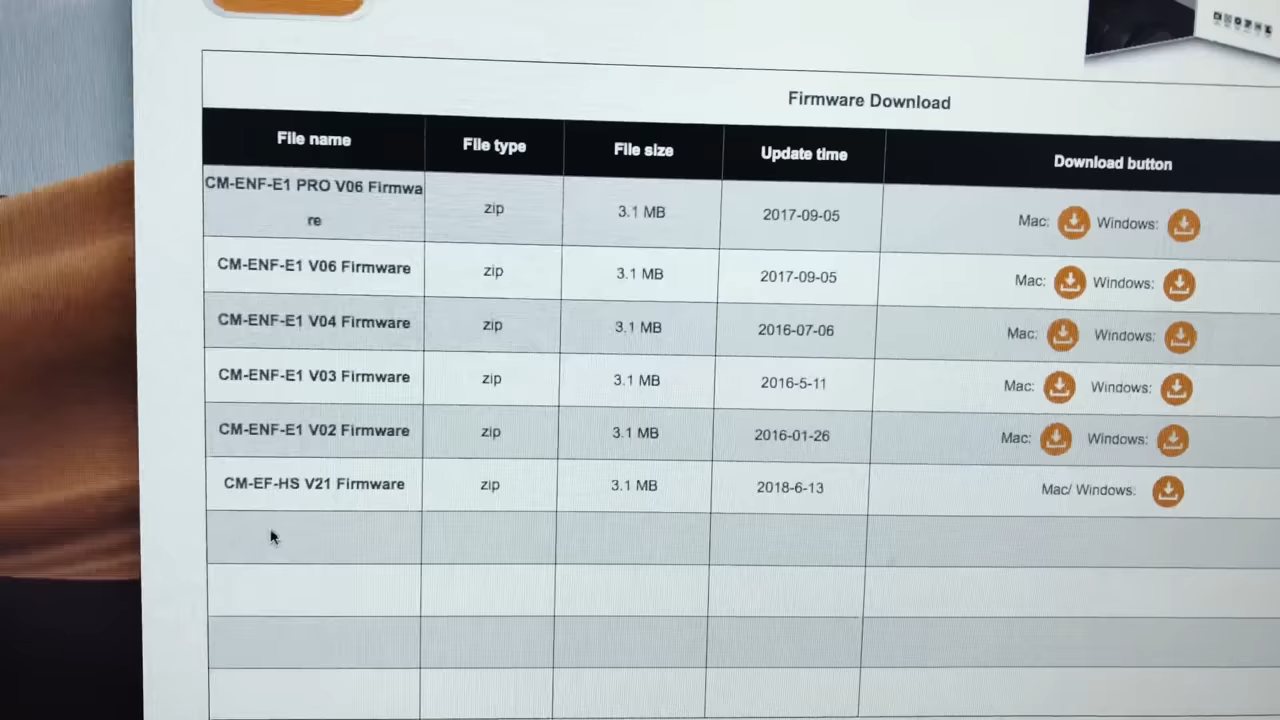 Firmware Download
File name File type File size Update time Download button
CM-ENF-E1 PRO V06 Firmwa
re zip 3.1 MB 2017-09-05 Mac: Windows:
CM-ENF-E1 V06 Firmware zip 3.1 MB 2017-09-05 Mac: Windows:
CM-ENF-E1 V04 Firmware zip 3.1 MB 2016-07-06 Mac: Windows:
CM-ENF-E1 V03 Firmware zip 3.1 MB 2016-5-11 Mac: Windows:
CM-ENF-E1 V02 Firmware zip 3.1 MB 2016-01-26 Mac: Windows:
CM-EF-HS V21 Firmware zip 3.1 MB 2018-6-13 Mac/ Windows: